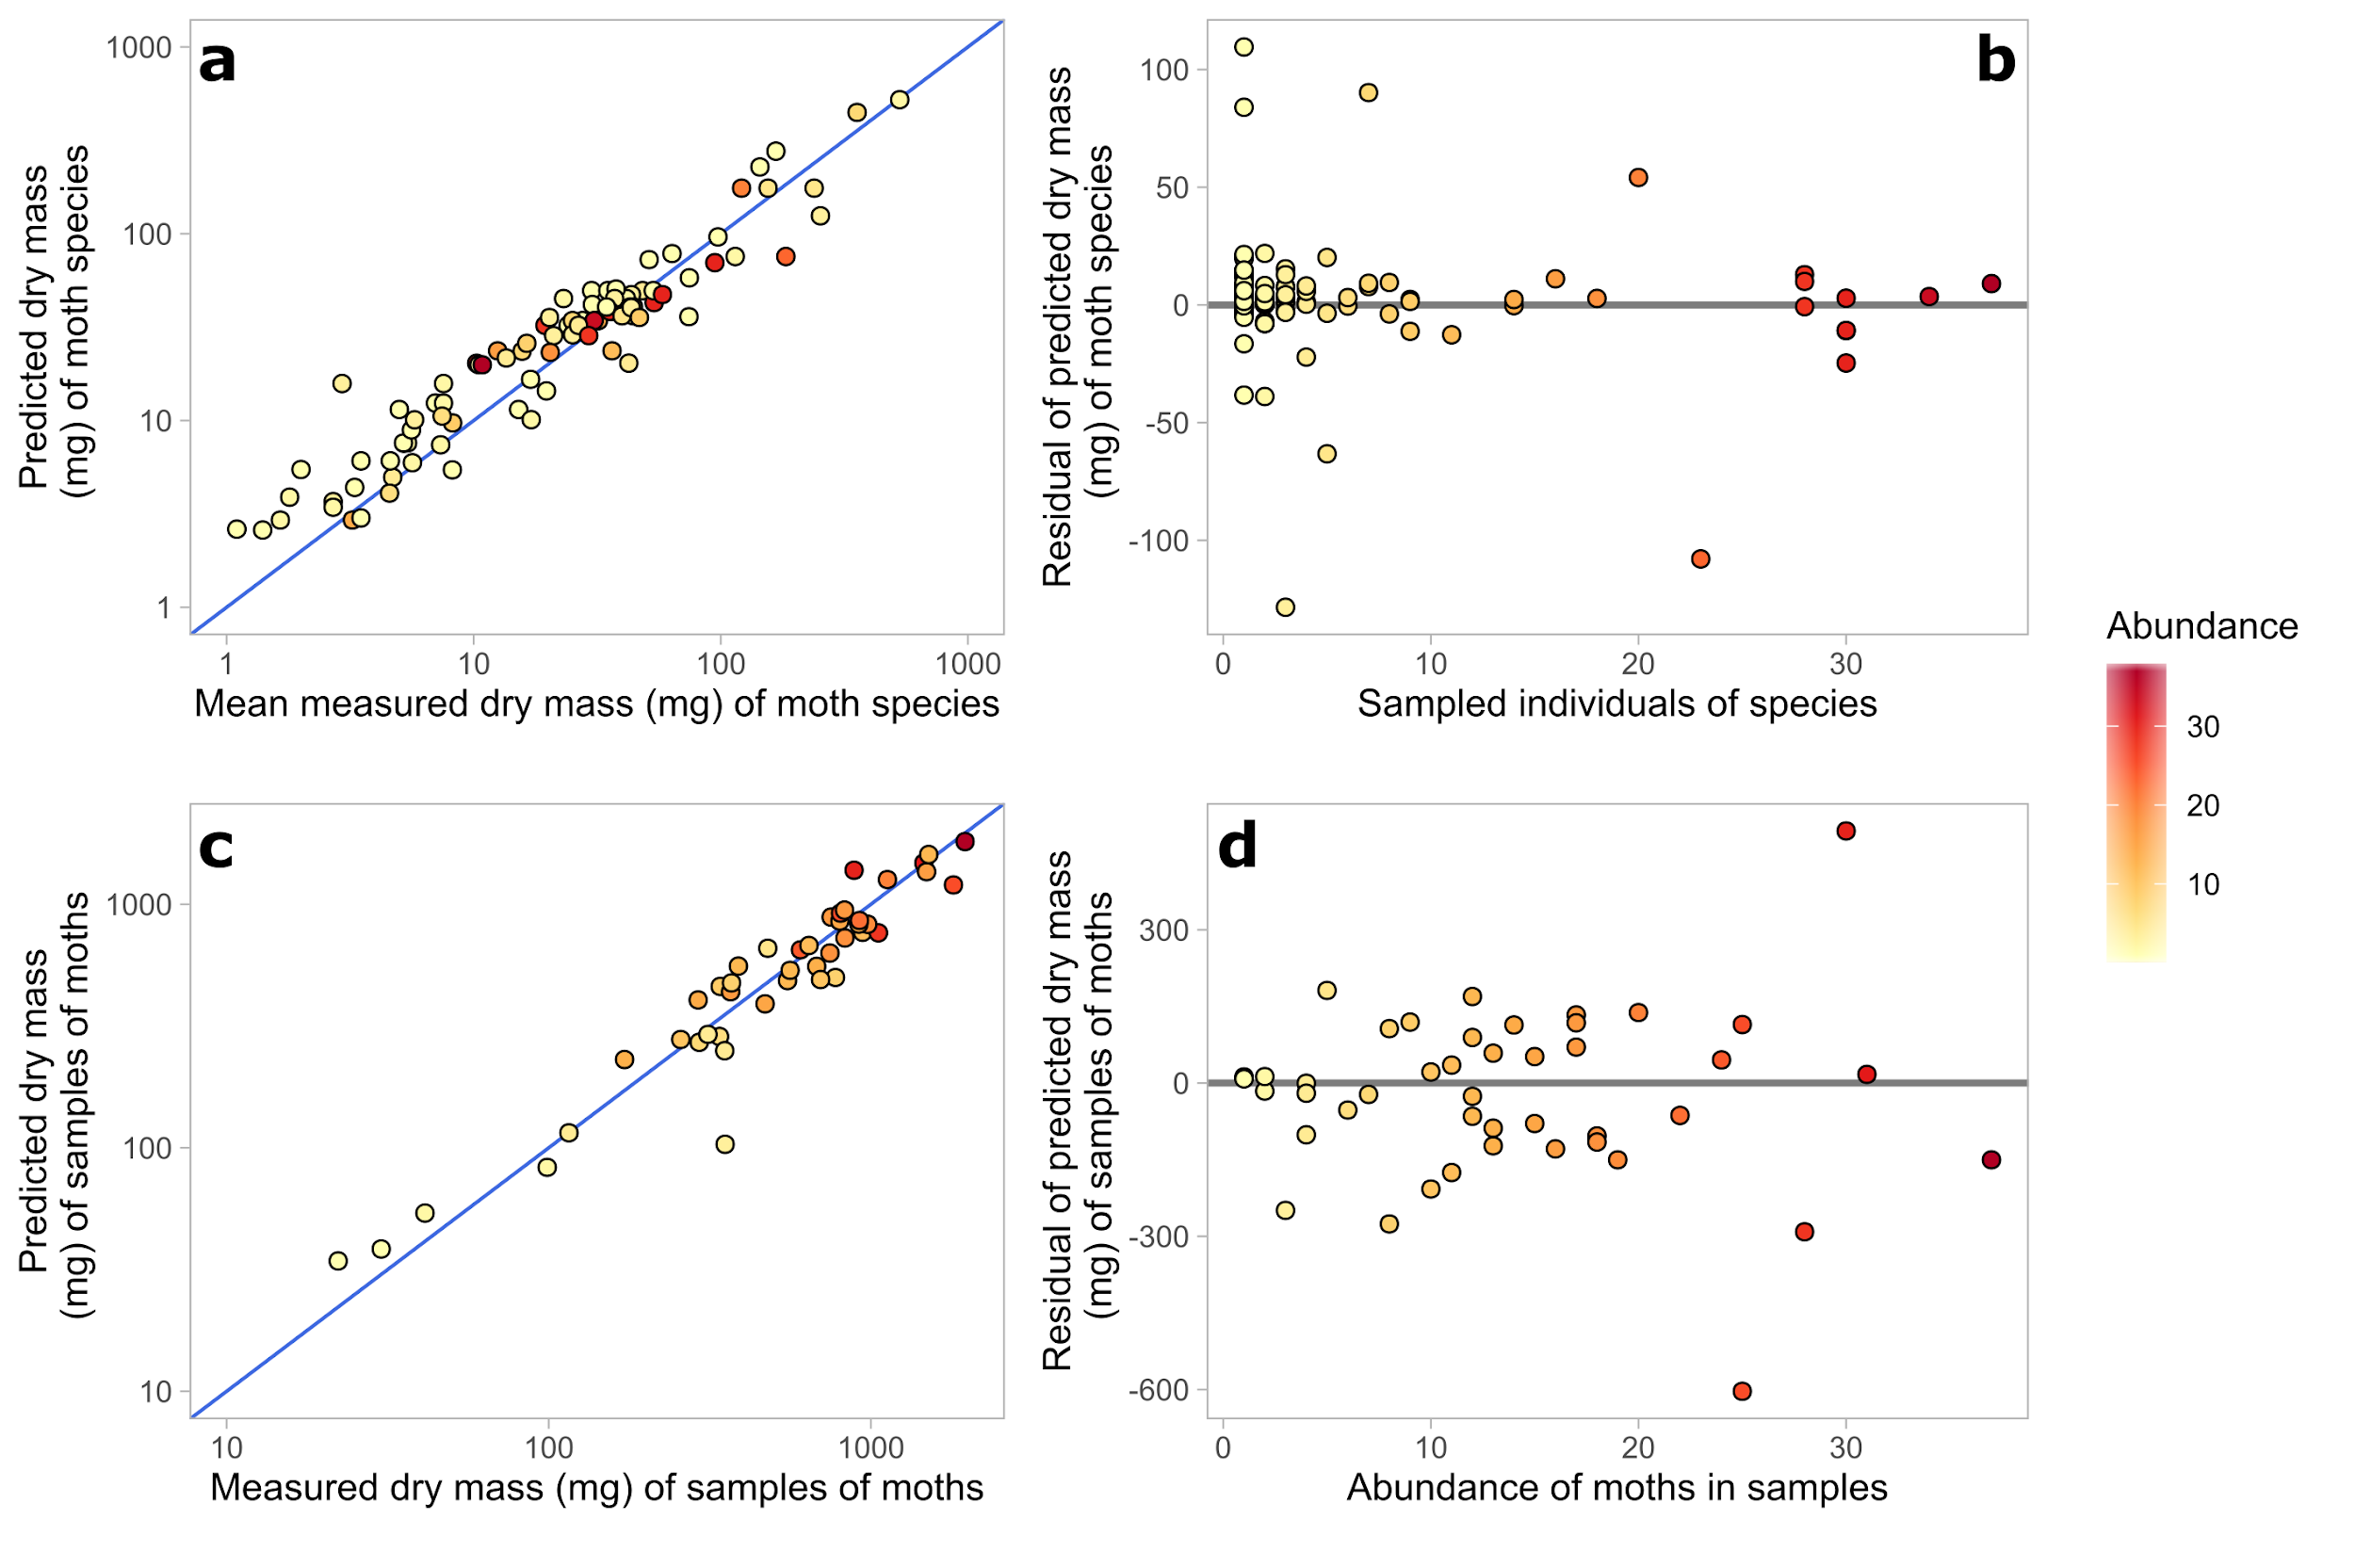 a
1000
100
10
1
Predicted dry mass
(mg) of moth species
1 10 100 1000
Mean measured dry mass (mg) of moth species
b
100
50
0
-50
-100
Residual of predicted dry mass
(mg) of moth species
0 10 20 30
Sampled individuals of species
Abundance
30
20
10
c
1000
100
10
Predicted dry mass
(mg) of samples of moths
10 100 1000
Measured dry mass (mg) of samples of moths
d
300
0
-300
-600
Residual of predicted dry mass
(mg) of samples of moths
0 10 20 30
Abundance of moths in samples